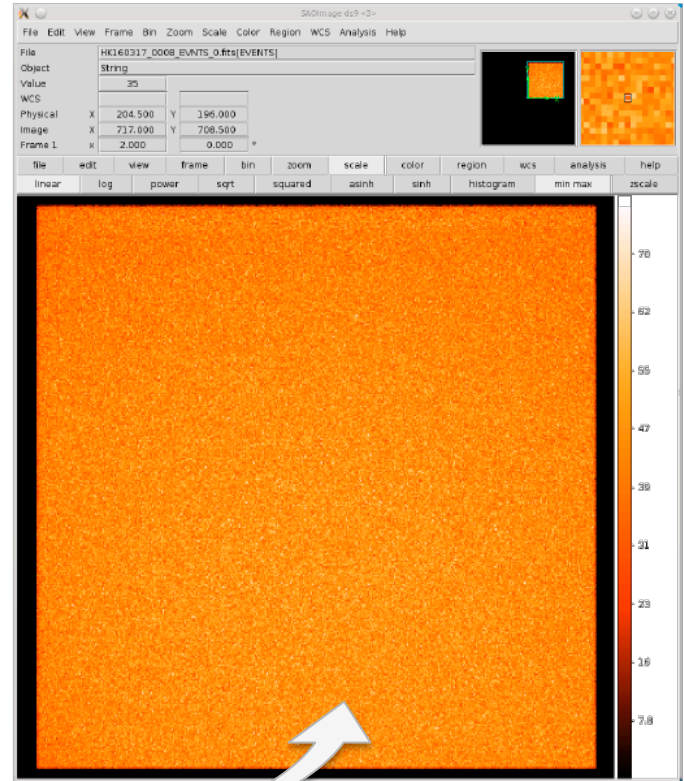 SAOImage ds9 <2>
File Edit View Frame Bin Zoom Scale Color Region WCS Analysis Help
File HK160317_0008_EVNTS_0.fits[EVENTS]
Object String
Value 35
WCS
Physical X 204.500 Y 196.000
Image X 717.000 Y 708.500
Frame 1 x 2.000 0.000 °
file edit view frame bin zoom scale color region wcs analysis help
linear log power sqrt squared asinh sinh histogram min max zscale
70
62
55
47
39
31
23
16
7.8